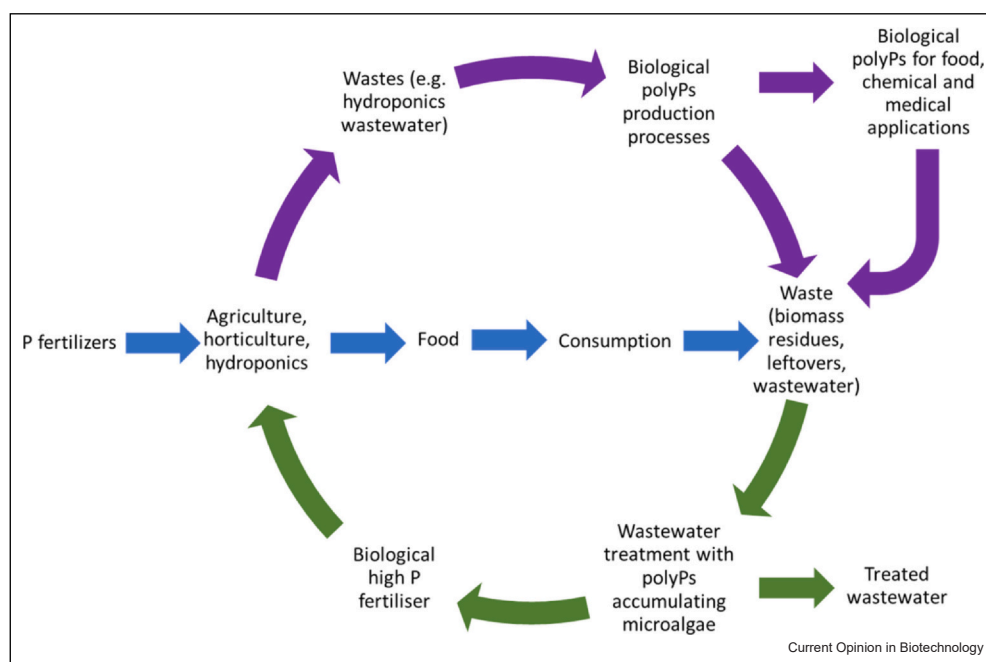 Wastes (e.g.
hydroponics
wastewater)
Biological
polyPs
production
processes
Biological
polyPs for food,
chemical and
medical
applications
P fertilizers
Agriculture,
horticulture,
hydroponics
Food
Consumption
Waste
(biomass
residues,
leftovers,
wastewater)
Biological
high P
fertiliser
Wastewater
treatment with
polyPs
accumulating
microalgae
Treated
wastewater
Current Opinion in Biotechnology